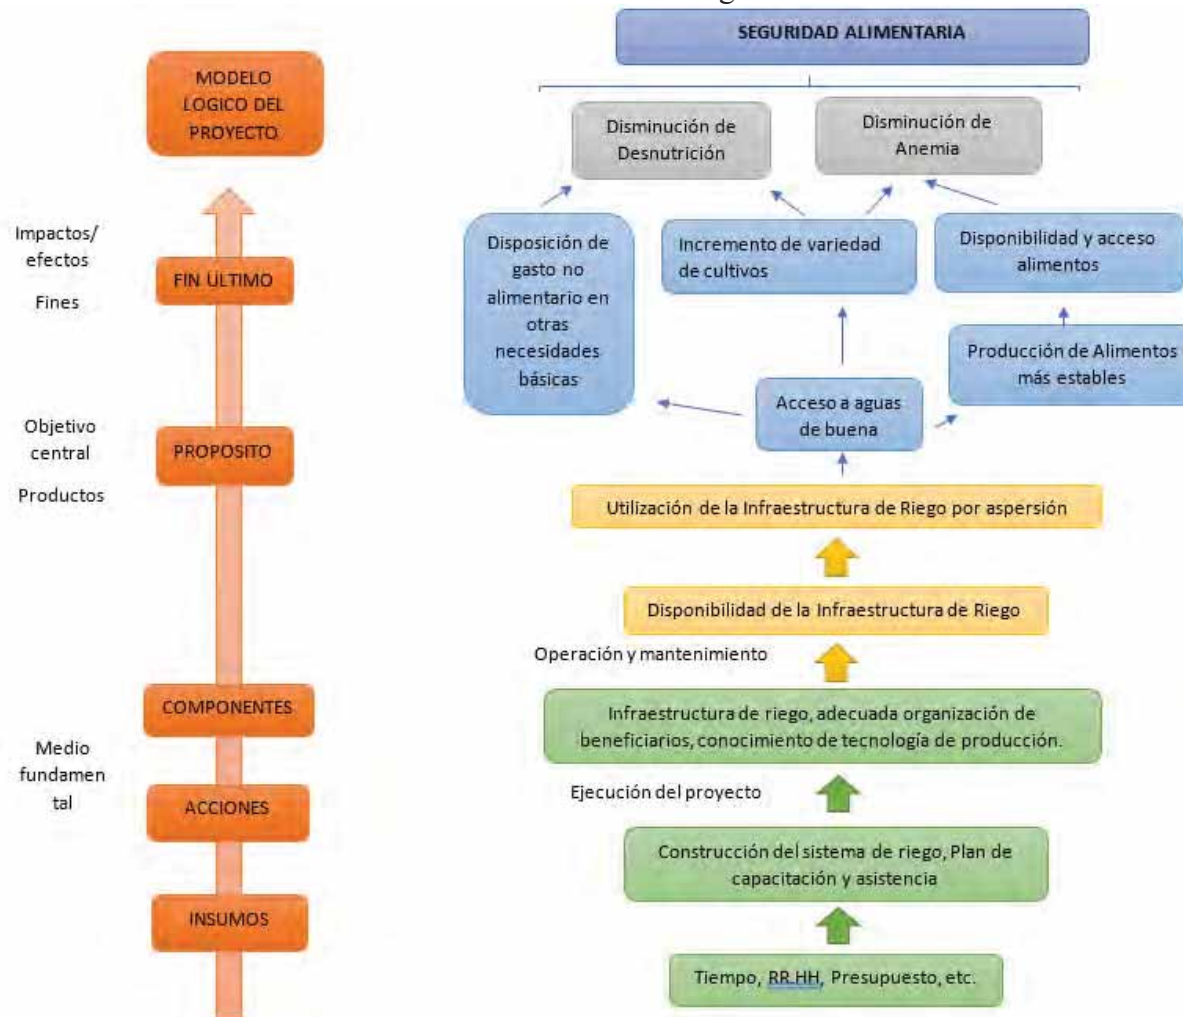 SEGURIDAD ALIMENTARIA
MODELO
LOGICO DEL
PROYECTO
Disminución de
Desnutrición
Disminución de
Anemia
Impactos/
efectos
Fines
FIN ULTIMO
Disposición de
gasto no
alimentario en
otras
necesidades
básicas
Incremento de variedad
de cultivos
Disponibilidad y acceso
alimentos
Producción de Alimentos
más estables
Acceso a aguas
de buena
Objetivo
central
Productos
PROPOSITO
Utilización de la Infraestructura de Riego por aspersión
Disponibilidad de la Infraestructura de Riego
Operación y mantenimiento
COMPONENTES
Infraestructura de riego, adecuada organización de
beneficiarios, conocimiento de tecnología de producción.
Medio
fundamen
tal
ACCIONES
Ejecución del proyecto
Construcción del sistema de riego, Plan de
capacitación y asistencia
INSUMOS
Tiempo, RR.HH, Presupuesto, etc.